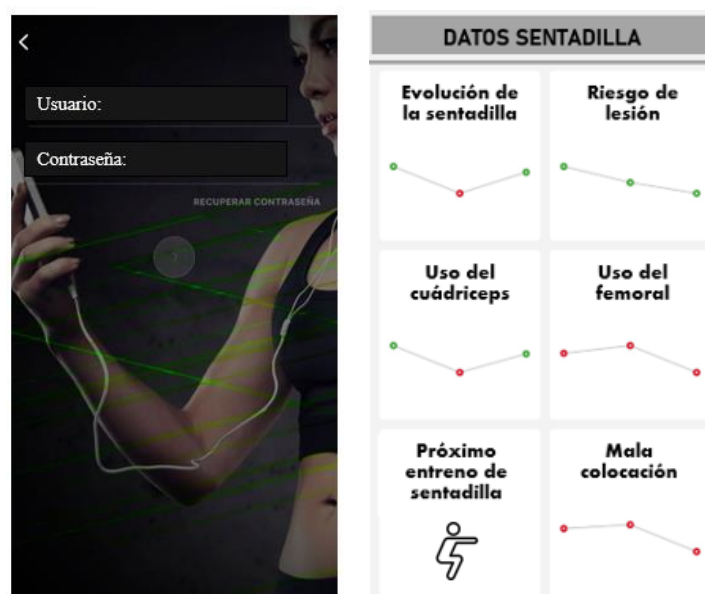 Usuario:
Contraseña:
RECUPERAR CONTRASEÑA
DATOS SENTADILLA
Evolución de
la sentadilla
Riesgo de
lesión
Uso del
cuádriceps
Uso del
femoral
Próximo
entreno de
sentadilla
Mala
colocación